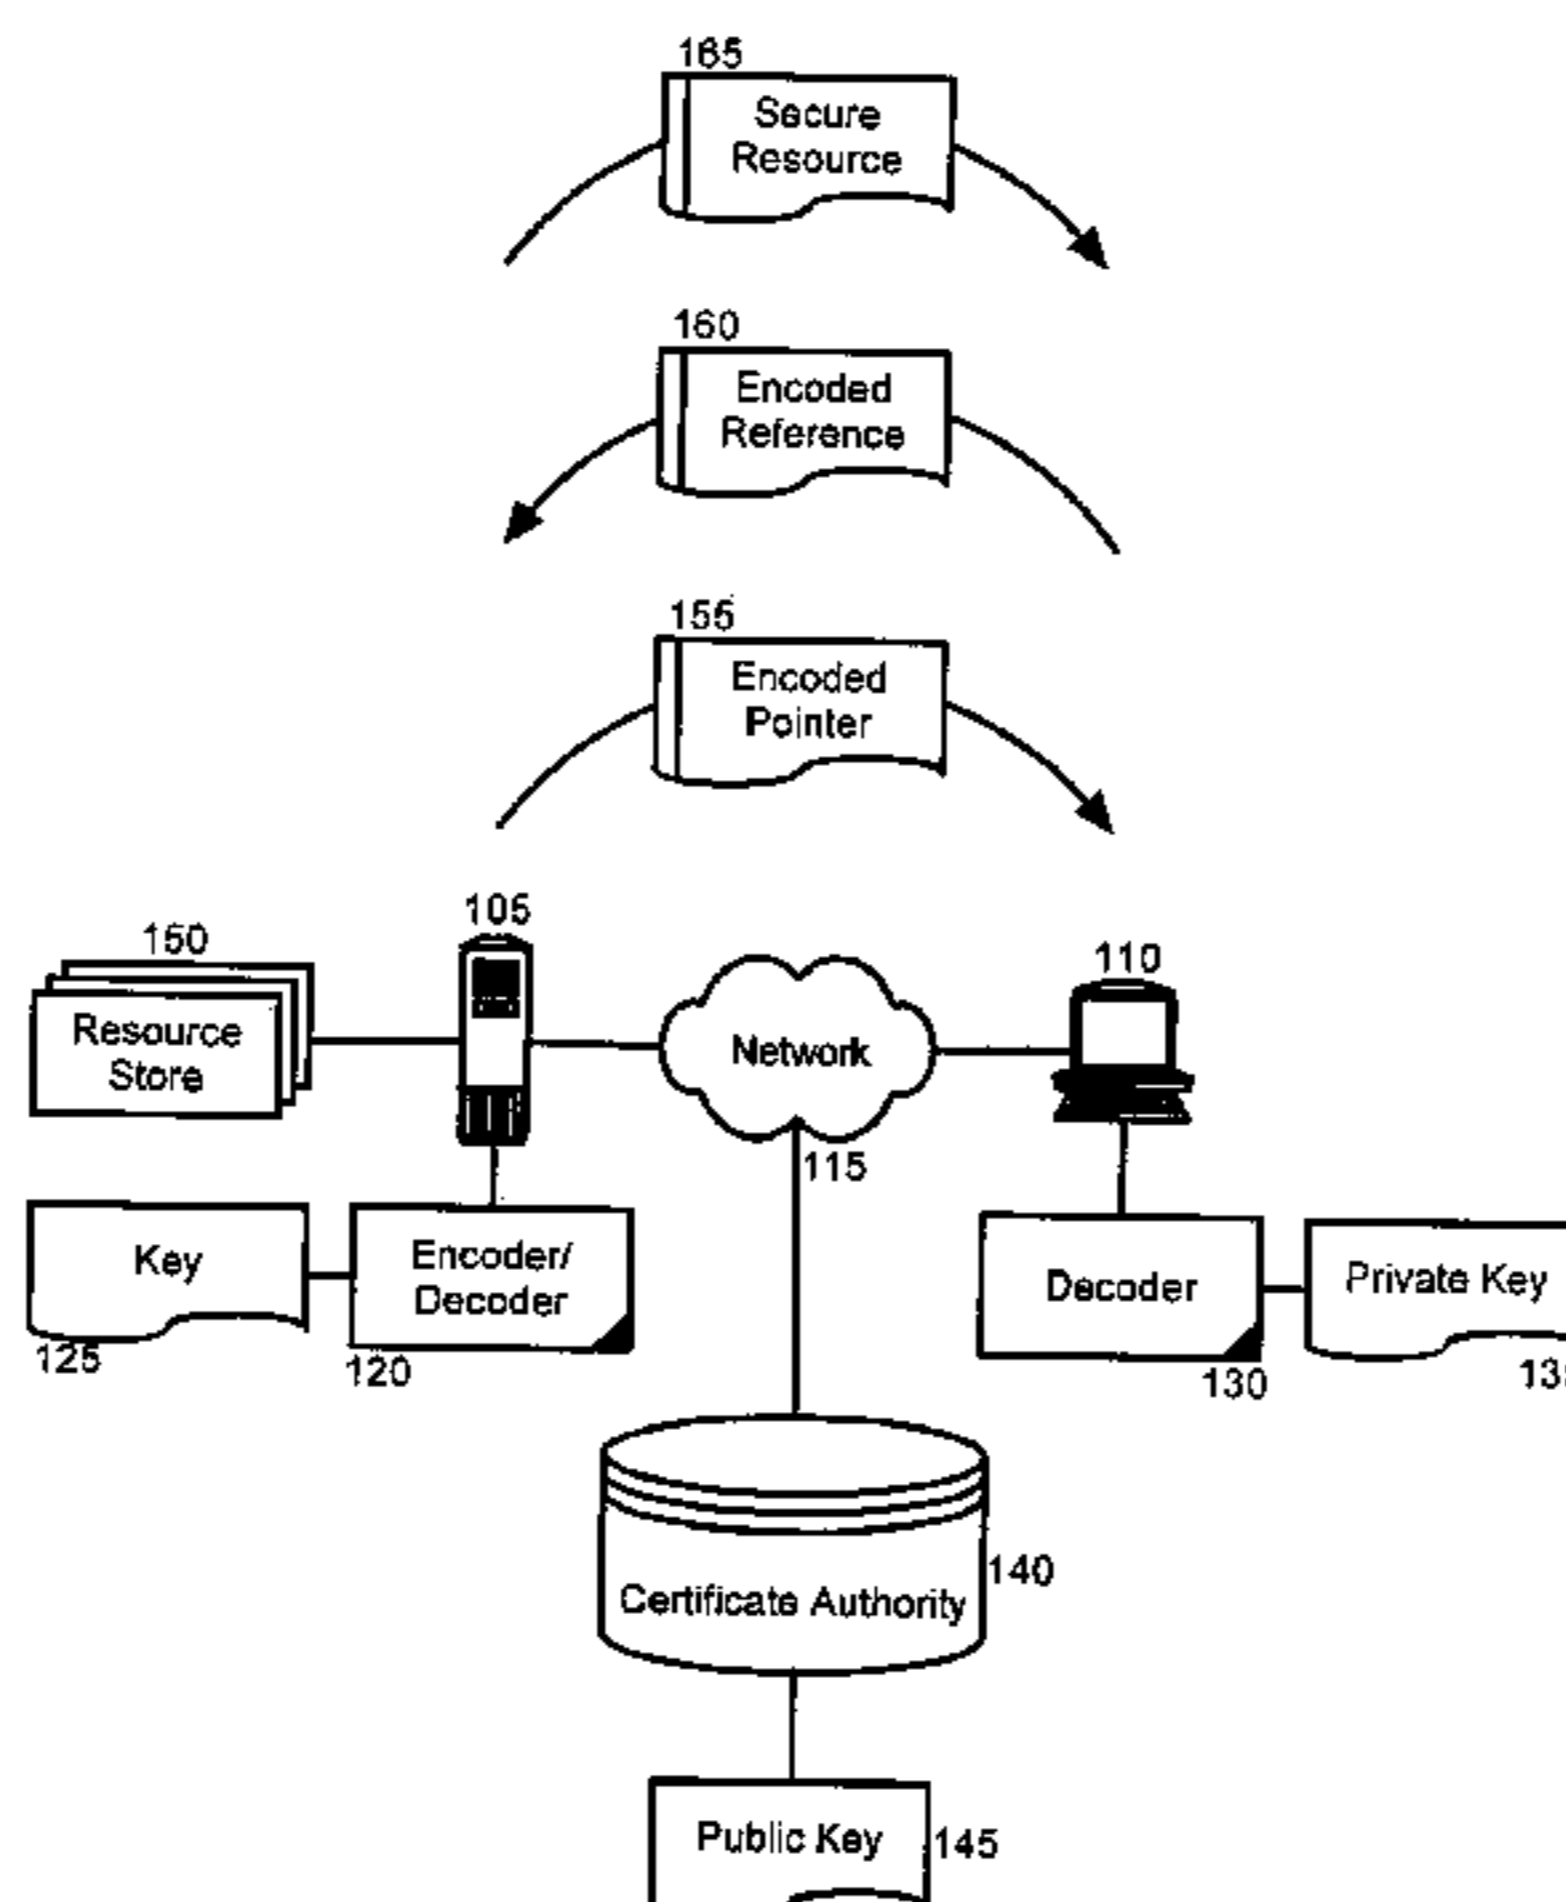 165
Secure
Resource
160
Encoded
Reference
155
Encoded
Pointer
105
150
Resource
Store
Network
110
115
Key
125
Encoder/
Decoder
120
Decoder
130
Private Key
Certificate Authority
140
Public Key
145